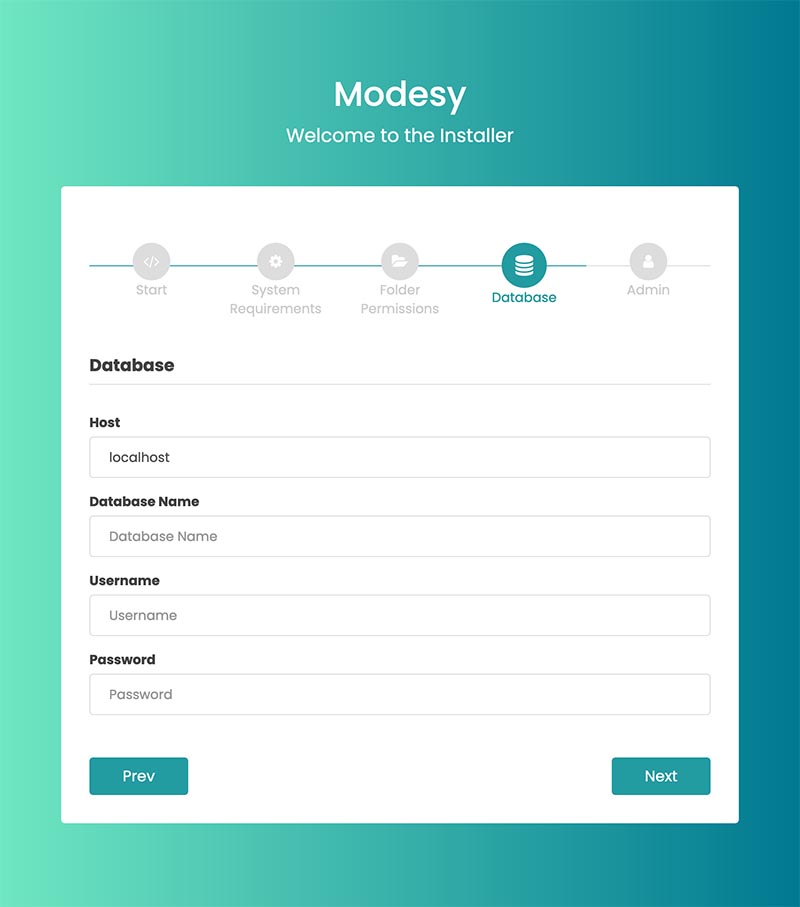 Modesy
Welcome to the Installer
Start
System
Requirements
Folder
Permissions
Database
Admin
Database
Host
localhost
Database Name
Database Name
Username
Username
Password
Password
Prev
Next